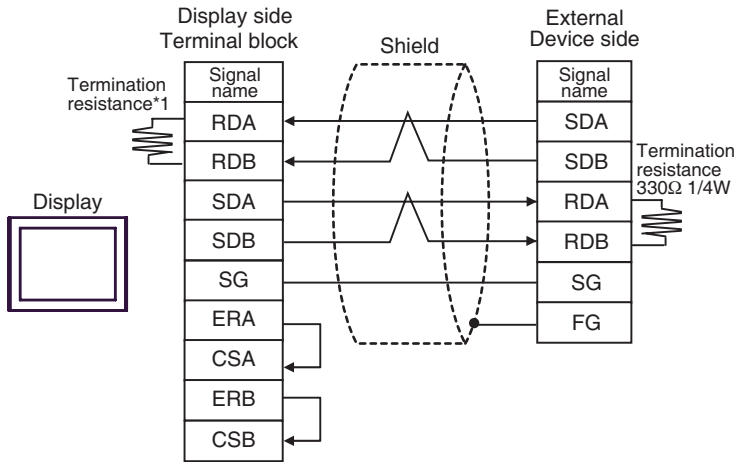 Display side
Terminal block
Shield
External
Device side
Termination
resistance*1
Signal
name
RDA
RDB
SDA
SDB
SG
ERA
CSA
ERB
CSB
Display
Signal
name
SDA
SDB
RDA
RDB
SG
FG
Termination
resistance
330Ω 1/4W